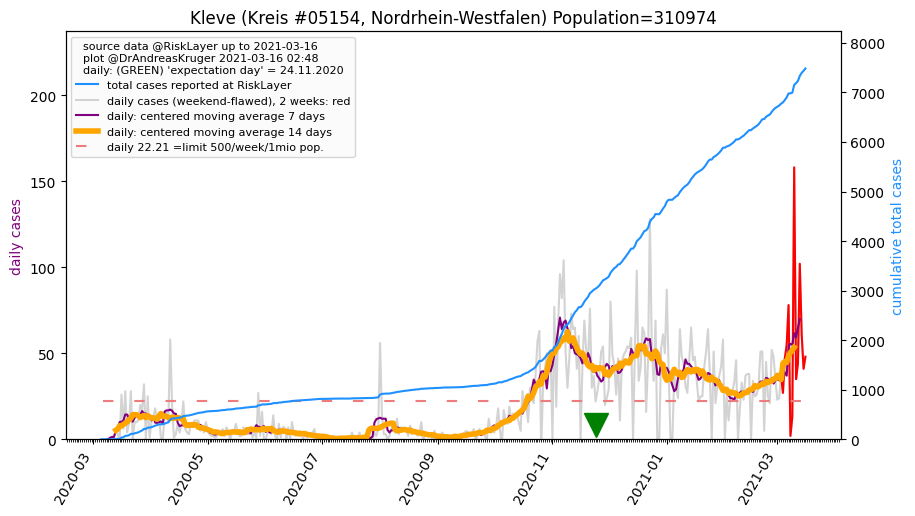 Kleve (Kreis #05154, Nordrhein-Westfalen) Population=310974
source data @RiskLayer up to 2021-03-16
plot @DrAndreasKruger 2021-03-16 02:48
daily: (GREEN) 'expectation day' = 24.11.2020
total cases reported at RiskLayer
daily cases (weekend-flawed), 2 weeks: red
daily: centered moving average 7 days
daily: centered moving average 14 days
daily 22.21 =limit 500/week/1mio pop.
daily cases
200
150
100
50
0
cumulative total cases
8000
7000
6000
5000
4000
3000
2000
1000
0
2020-03
2020-05
2020-07
2020-09
2020-11
2021-01
2021-03